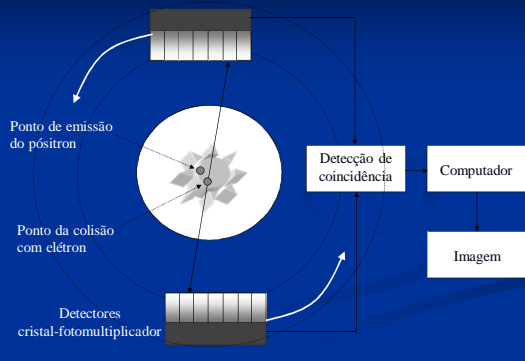 Ponto de emissão
do pósitron
Ponto da colisão
com elétron
Detectores
cristal-fotomultiplicador
Detecção de
coincidência
Computador
Imagem